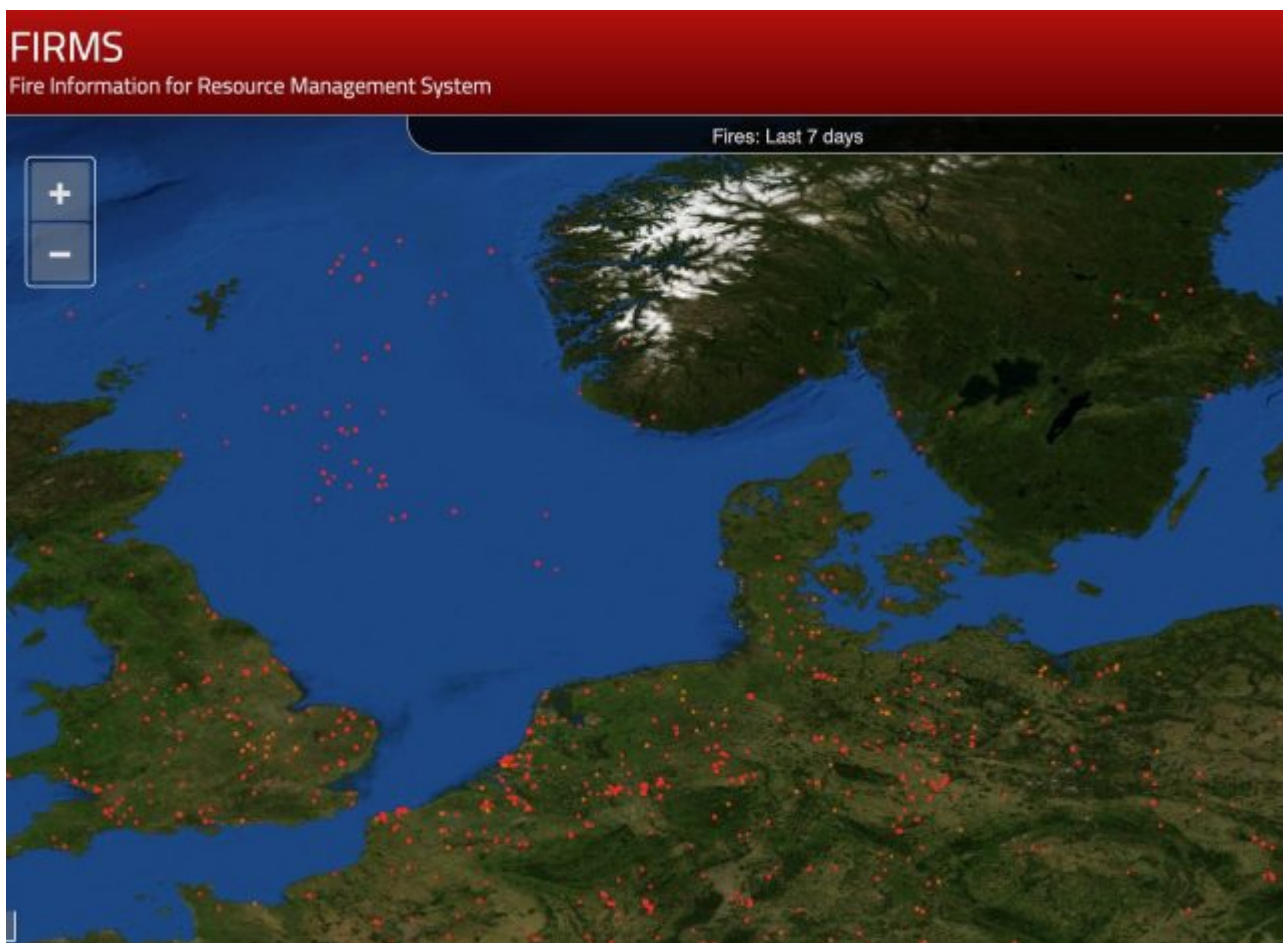 FIRMS
Fire Information for Resource Management System
Fires: Last 7 days
+
−